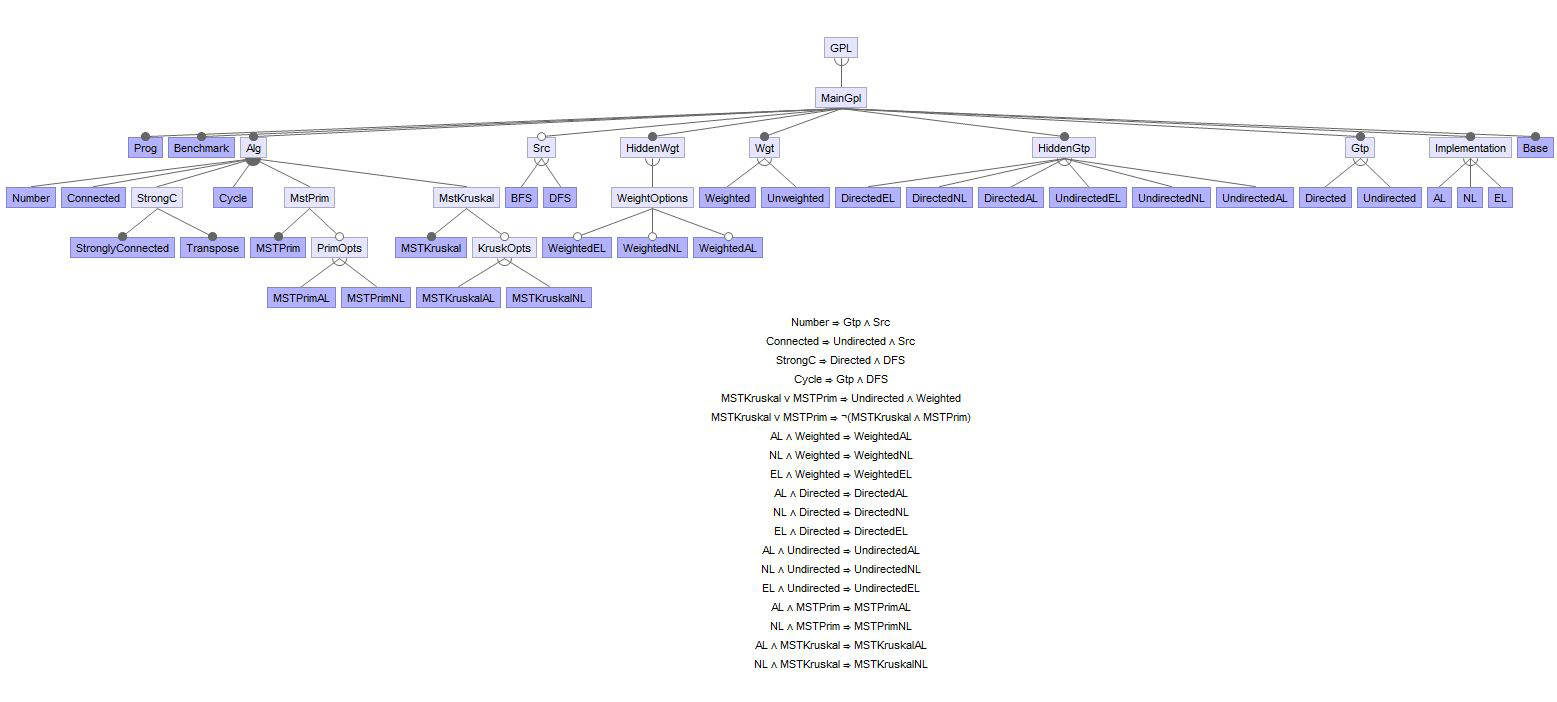 GPL
MainGpl
Prog Benchmark Alg Src HiddenWgt Wgt HiddenGtp Gtp Implementation Base
Number Connected StrongC Cycle MstPrim MstKruskal BFS DFS WeightOptions Weighted Unweighted DirectedEL DirectedNL DirectedAL UndirectedEL UndirectedNL UndirectedAL Directed Undirected AL NL EL
StronglyConnected Transpose MSTPrim PrimOpts MSTKruskal KruskOpts WeightedEL WeightedNL WeightedAL
MSTPrimAL MSTPrimNL MSTKruskalAL MSTKruskalNL
Number ⇒ Gtp ∧ Src
Connected ⇒ Undirected ∧ Src
StrongC ⇒ Directed ∧ DFS
Cycle ⇒ Gtp ∧ DFS
MSTKruskal ∨ MSTPrim ⇒ Undirected ∧ Weighted
MSTKruskal ∨ MSTPrim ⇒ ¬(MSTKruskal ∧ MSTPrim)
AL ∧ Weighted ⇒ WeightedAL
NL ∧ Weighted ⇒ WeightedNL
EL ∧ Weighted ⇒ WeightedEL
AL ∧ Directed ⇒ DirectedAL
NL ∧ Directed ⇒ DirectedNL
EL ∧ Directed ⇒ DirectedEL
AL ∧ Undirected ⇒ UndirectedAL
NL ∧ Undirected ⇒ UndirectedNL
EL ∧ Undirected ⇒ UndirectedEL
AL ∧ MSTPrim ⇒ MSTPrimAL
NL ∧ MSTPrim ⇒ MSTPrimNL
AL ∧ MSTKruskal ⇒ MSTKruskalAL
NL ∧ MSTKruskal ⇒ MSTKruskalNL